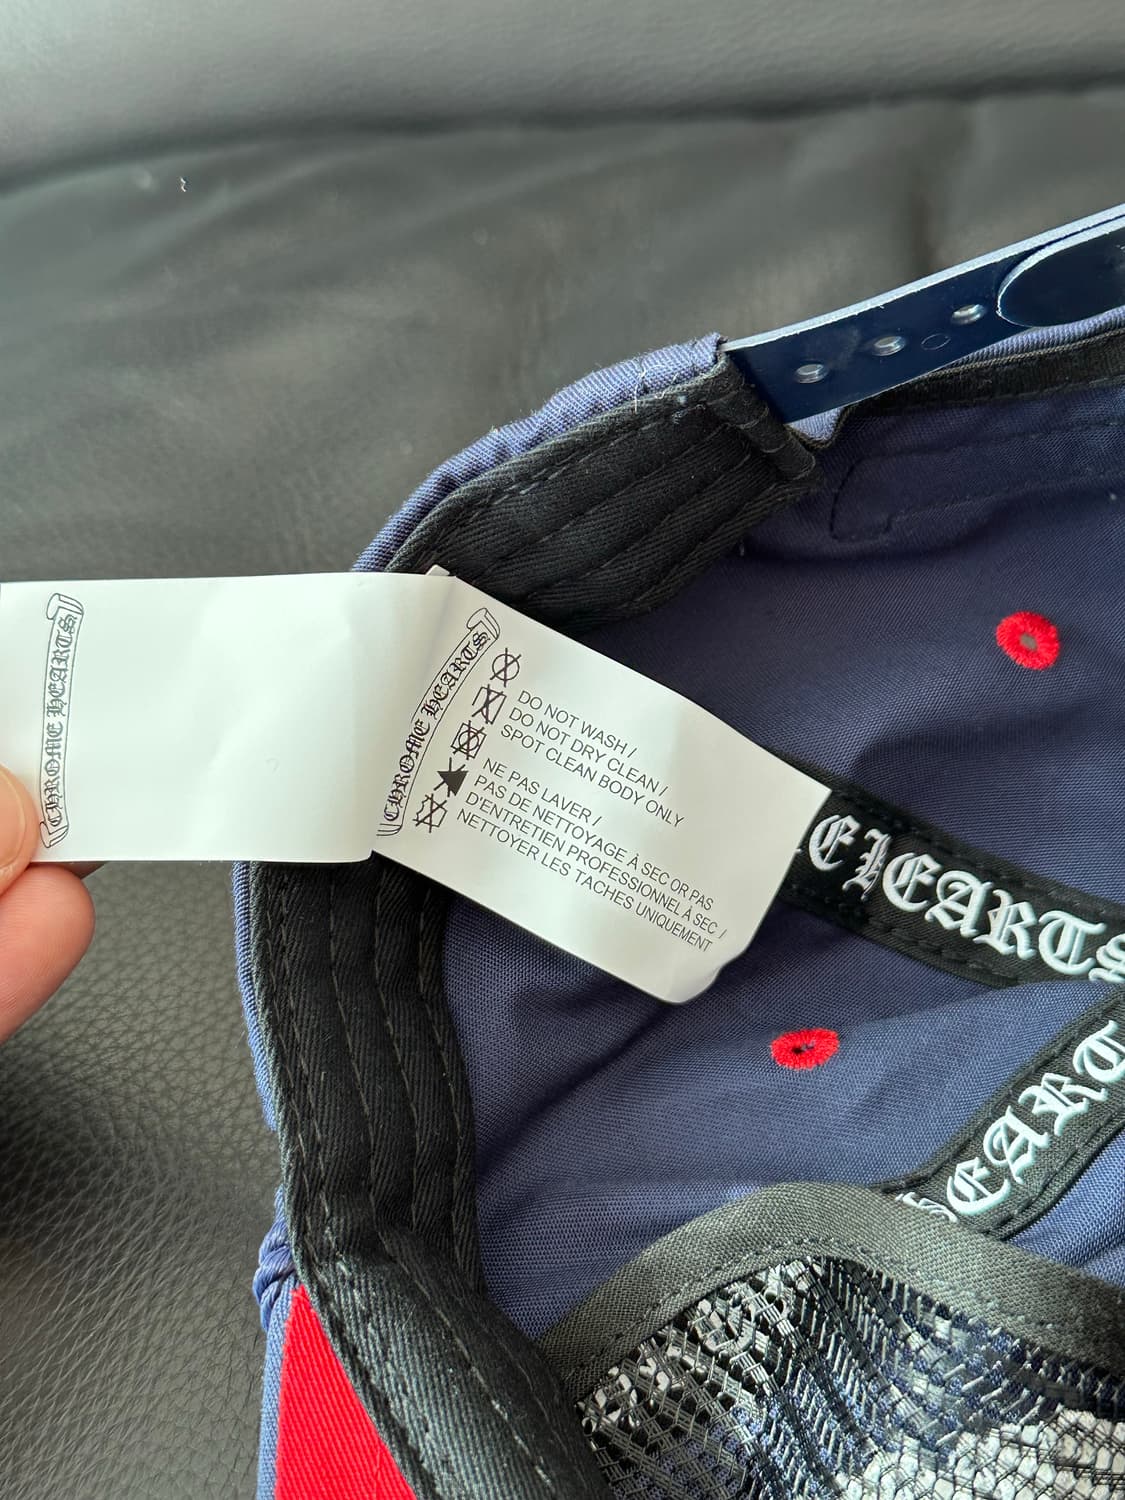 CHROME HEARTS
CHROME HEARTS
DO NOT WASH /
DO NOT DRY CLEAN /
SPOT CLEAN BODY ONLY
NE PAS LAVER /
PAS DE NETTOYAGE À SEC OR PAS
D'ENTRETIEN PROFESSIONNEL À SEC /
NETTOYER LES TACHES UNIQUEMENT
E HEARTS
HEART